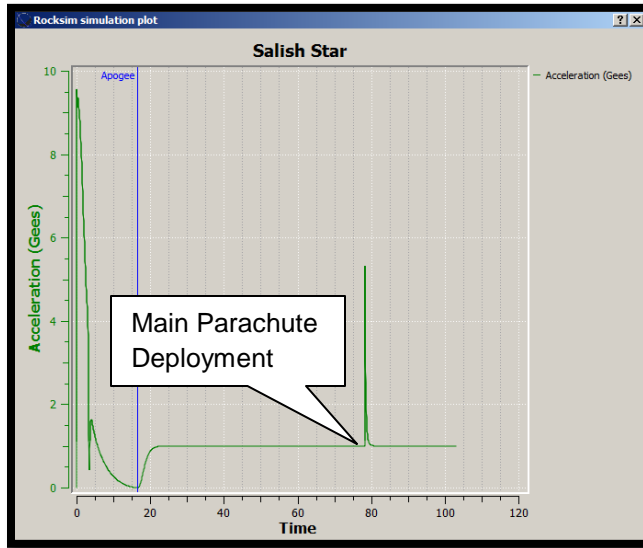 Rocksim simulation plot
Salish Star
Apogee
Acceleration (Gees)
10
8
6
4
2
0
Acceleration (Gees)
Main Parachute
Deployment
0 20 40 60 80 100 120
Time